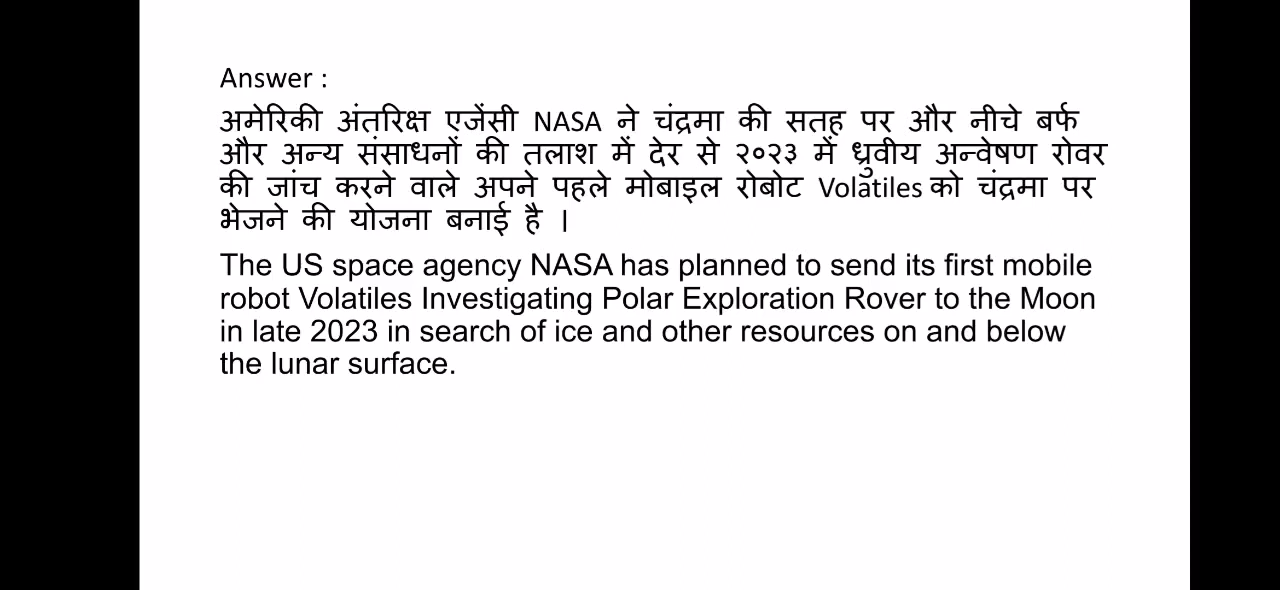 Answer :
अमेरिकी अंतरिक्ष एजेंसी NASA ने चंद्रमा की सतह पर और नीचे बर्फ
और अन्य संसाधनों की तलाश में देर से २०२३ में ध्रुवीय अन्वेषण रोवर
की जांच करने वाले अपने पहले मोबाइल रोबोट Volatiles को चंद्रमा पर
भेजने की योजना बनाई है ।
The US space agency NASA has planned to send its first mobile
robot Volatiles Investigating Polar Exploration Rover to the Moon
in late 2023 in search of ice and other resources on and below
the lunar surface.